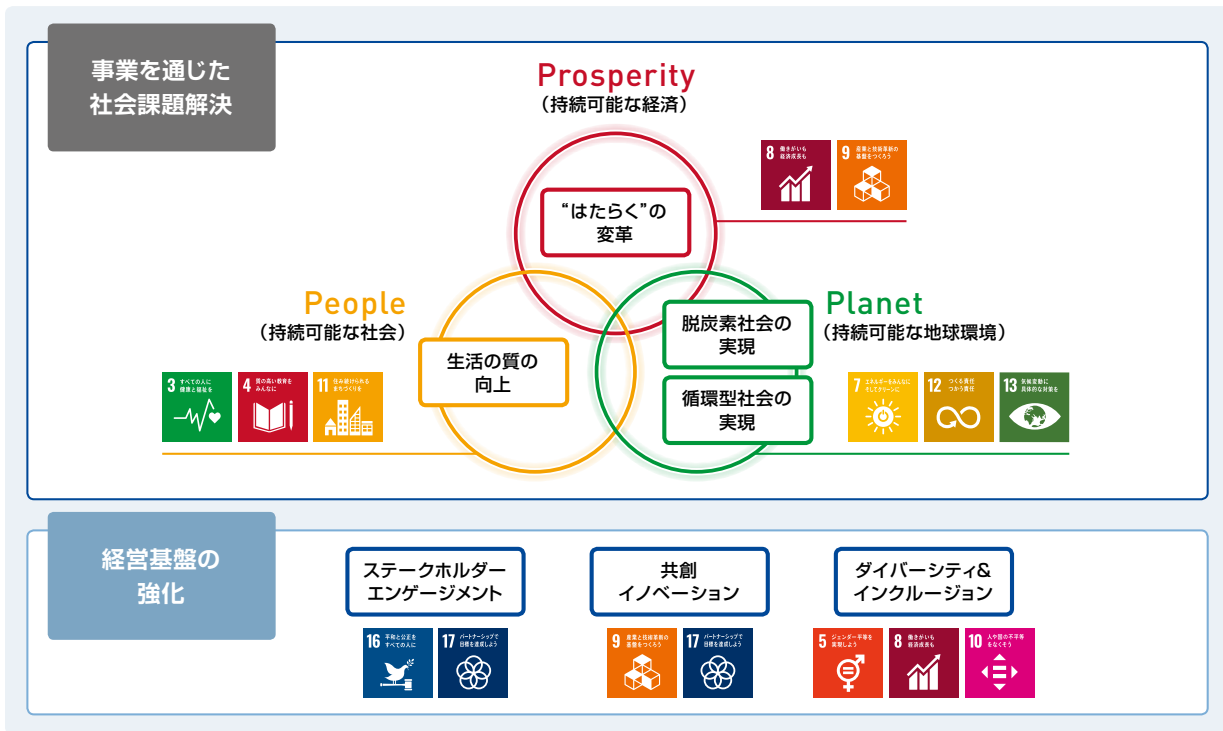 事業を通じた
社会課題解決
Prosperity
（持続可能な経済）
8 働きがいも
経済成長も
9 産業と技術革新の
基盤をつくろう
“はたらく”の
変革
People
（持続可能な社会）
Planet
（持続可能な地球環境）
生活の質の
向上
脱炭素社会の
実現
循環型社会の
実現
3 すべての人に
健康と福祉を
4 質の高い教育を
みんなに
11 住み続けられる
まちづくりを
7 エネルギーをみんなに
そしてクリーンに
12 つくる責任
つかう責任
13 気候変動に
具体的な対策を
経営基盤の
強化
ステークホルダー
エンゲージメント
16 平和と公正を
すべての人に
17 パートナーシップで
目標を達成しよう
共創
イノベーション
9 産業と技術革新の
基盤をつくろう
17 パートナーシップで
目標を達成しよう
ダイバーシティ&
インクルージョン
5 ジェンダー平等を
実現しよう
8 働きがいも
経済成長も
10 人や国の不平等
をなくそう